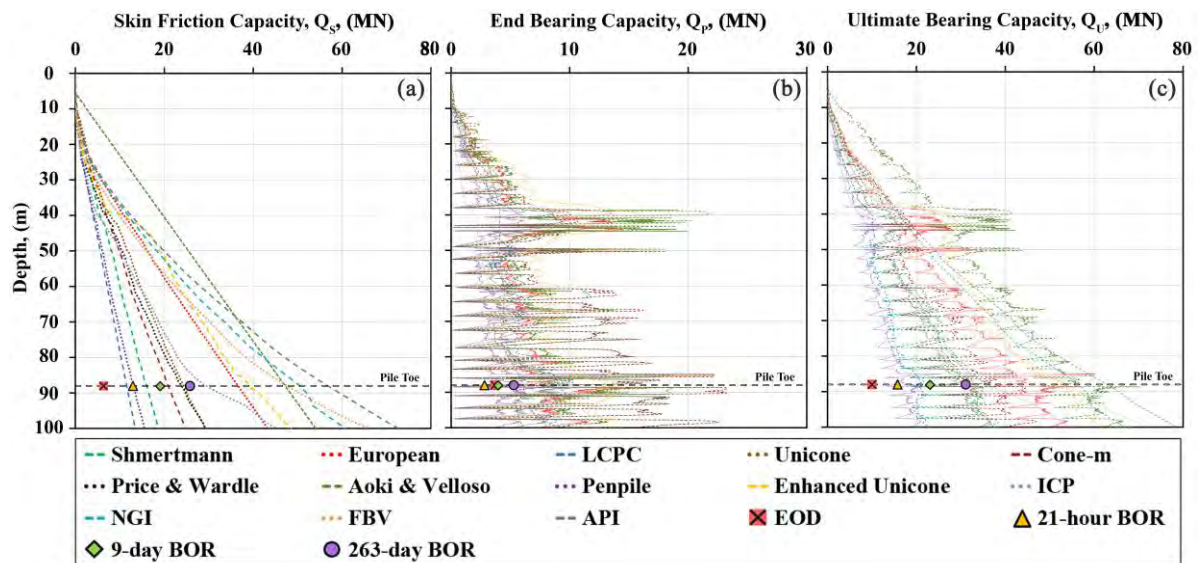 Skin Friction Capacity, Q_S, (MN)
End Bearing Capacity, Q_P, (MN)
Ultimate Bearing Capacity, Q_U, (MN)
0 20 40 60 80
0 10 20 30
0 20 40 60 80
(a)
(b)
(c)
Depth, (m)
0
10
20
30
40
50
60
70
80
90
100
Pile Toe
Pile Toe
Pile Toe
Shmertmann European LCPC Unicone Cone-m
Price & Wardle Aoki & Velloso Penpile Enhanced Unicone ICP
NGI FBV API EOD 21-hour BOR
9-day BOR 263-day BOR